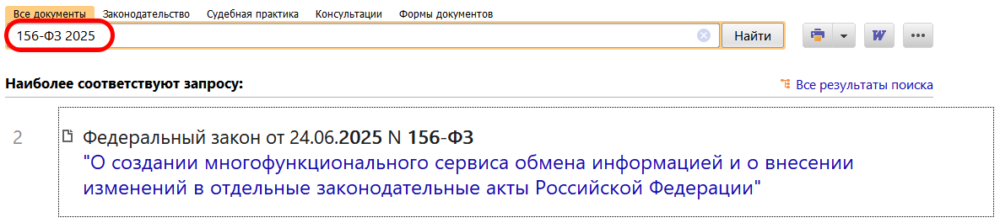 Все документы Законодательство Судебная практика Консультации Формы документов
156-ФЗ 2025 Найти W
Наиболее соответствуют запросу: Все результаты поиска
2 Федеральный закон от 24.06.2025 N 156-ФЗ
"О создании многофункционального сервиса обмена информацией и о внесении
изменений в отдельные законодательные акты Российской Федерации"